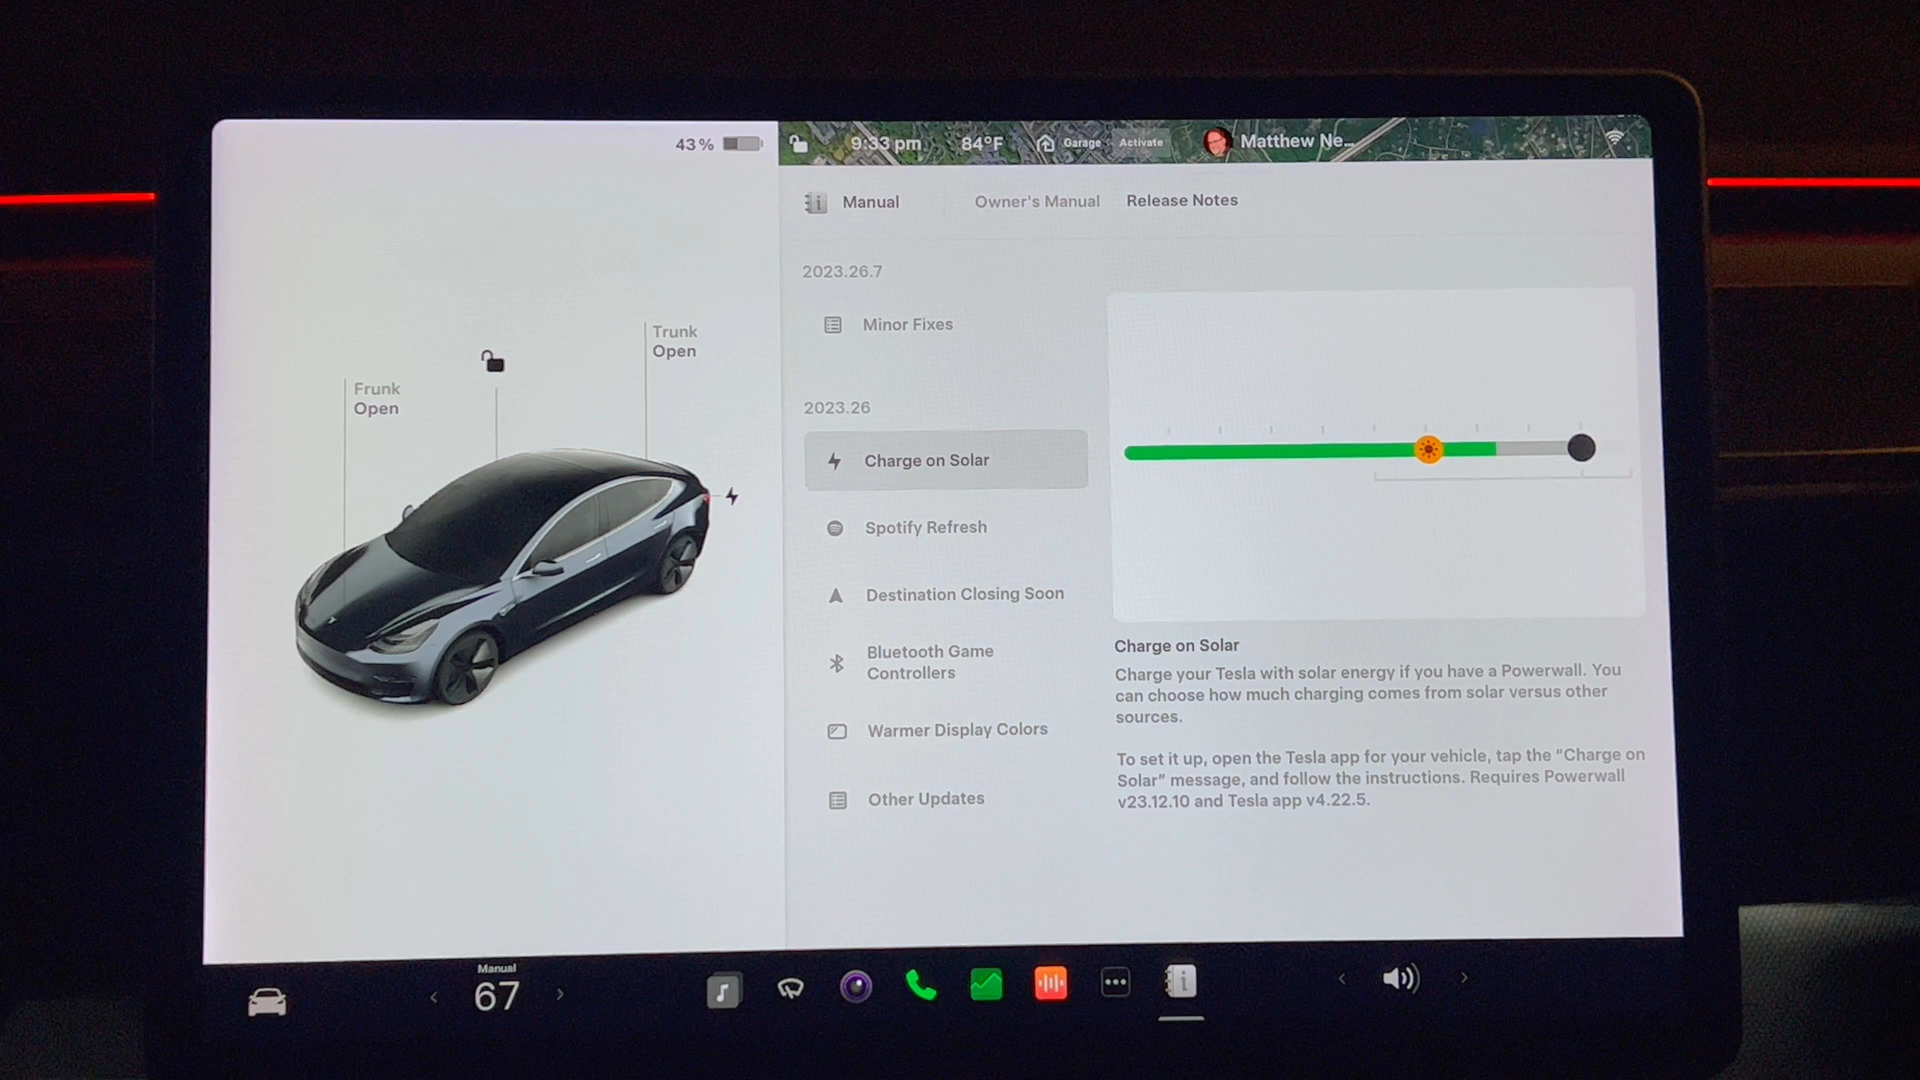 43 %
9:33 pm
84°F
Garage
Activate
Matthew Ne...
Manual
Owner's Manual
Release Notes
Frunk
Open
Trunk
Open
2023.26.7
Minor Fixes
2023.26
Charge on Solar
Spotify Refresh
Destination Closing Soon
Bluetooth Game
Controllers
Warmer Display Colors
Other Updates
Charge on Solar
Charge your Tesla with solar energy if you have a Powerwall. You
can choose how much charging comes from solar versus other
sources.
To set it up, open the Tesla app for your vehicle, tap the “Charge on
Solar” message, and follow the instructions. Requires Powerwall
v23.12.10 and Tesla app v4.22.5.
Manual
67